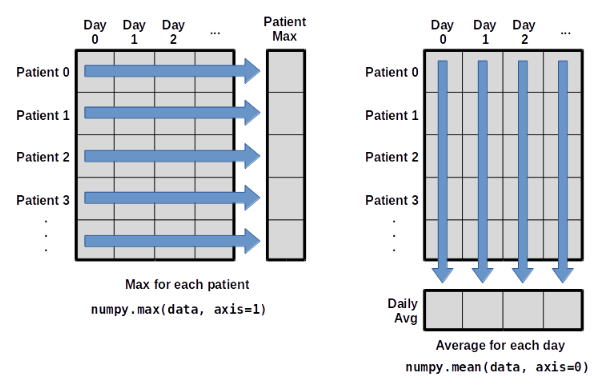 Day Day Day
0 1 2 ...
Patient
Max
Patient 0
Patient 1
Patient 2
Patient 3
.
.
.
Max for each patient
numpy.max(data, axis=1)
Day Day Day
0 1 2 ...
Patient 0
Patient 1
Patient 2
Patient 3
.
.
.
Daily
Avg
Average for each day
numpy.mean(data, axis=0)